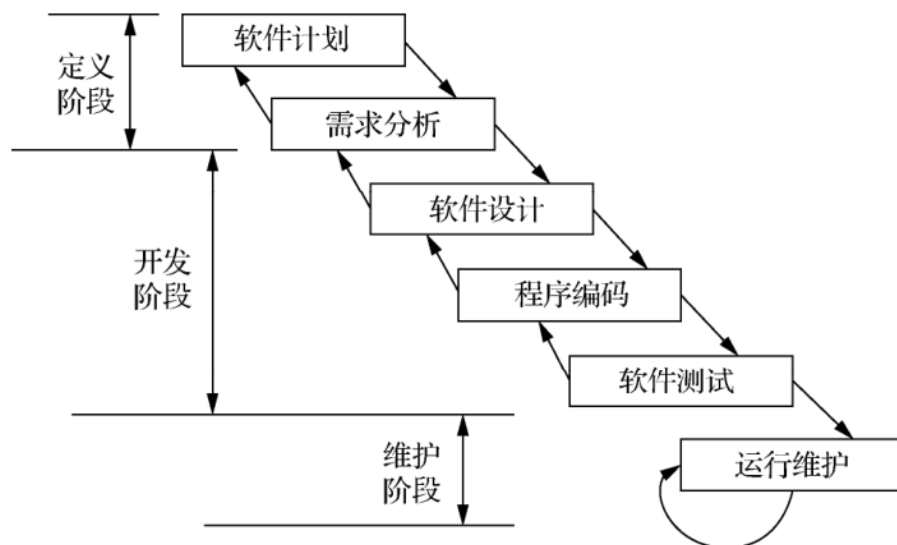 软件计划
定义
阶段
需求分析
软件设计
开发
阶段
程序编码
软件测试
维护
阶段
运行维护